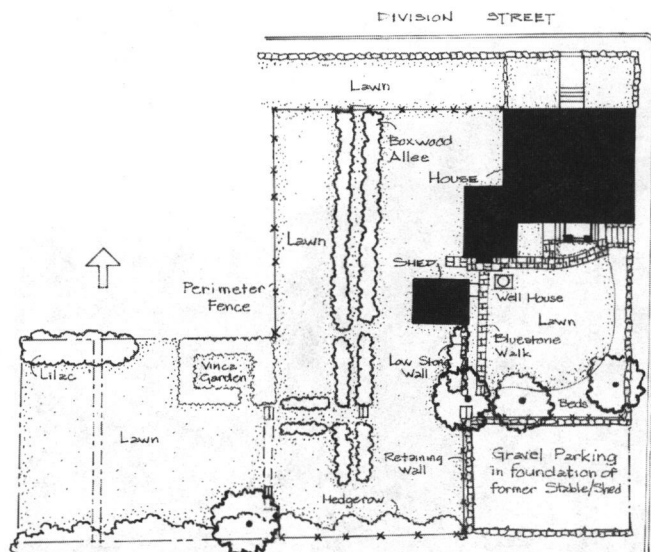 DIVISION STREET
Lawn
Boxwood
Allee
HOUSE
Lawn
SHED
Perimeter
Fence
Well House
Lawn
Bluestone
Walk
Low Stone
Wall
Lilac
Vinca
Garden
Beds
Lawn
Retaining
Wall
Gravel Parking
in foundation of
former Stable/Shed
Hedgerow